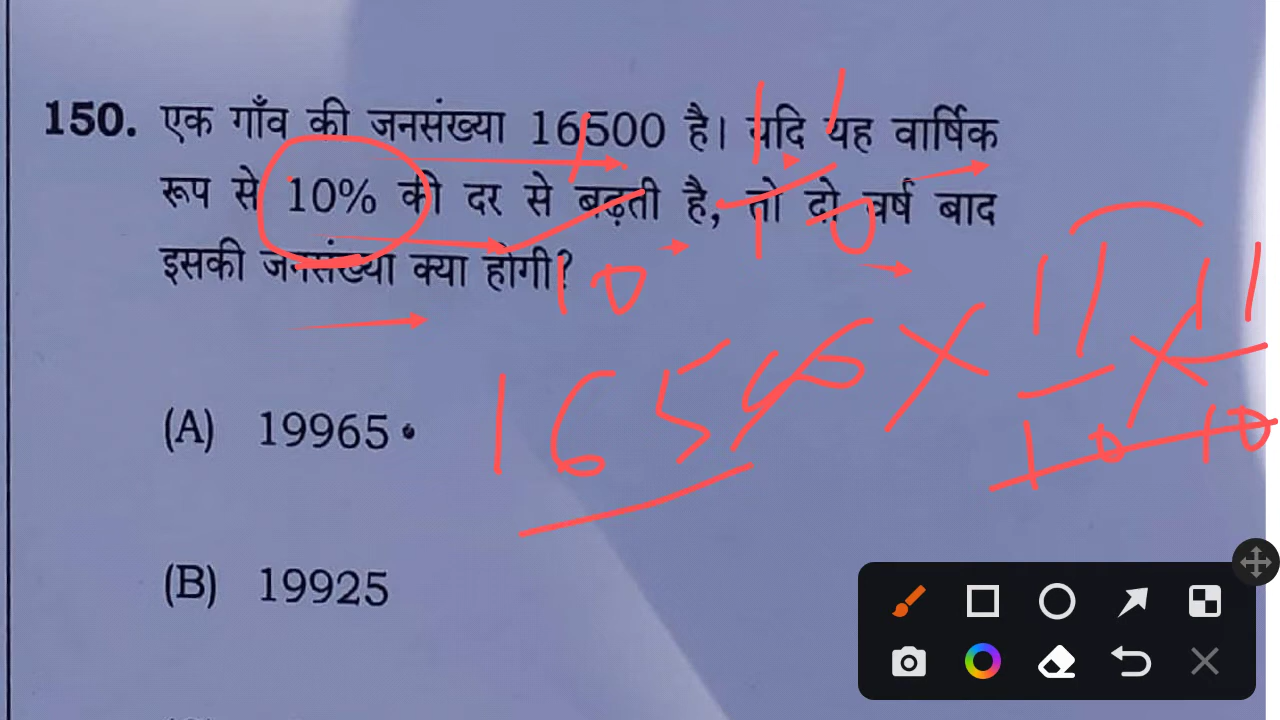 150. एक गाँव की जनसंख्या 16500 है। यदि यह वार्षिक
रूप से 10% की दर से बढ़ती है, तो दो वर्ष बाद
इसकी जनसंख्या क्या होगी?
11
10
11
10
16500 × 11/10 × 11/10
(A) 19965
(B) 19925